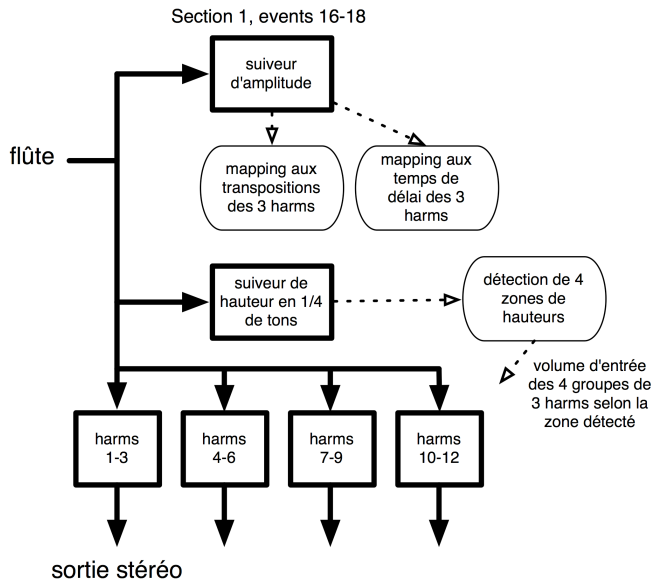 Section 1, events 16-18
suiveur
d'amplitude
flûte
mapping aux
transpositions
des 3 harms
mapping aux
temps de
délai des 3
harms
suiveur de
hauteur en 1/4
de tons
détection de 4
zones de
hauteurs
volume d'entrée
des 4 groupes de
3 harms selon la
zone détecté
harms
1-3
harms
4-6
harms
7-9
harms
10-12
sortie stéréo